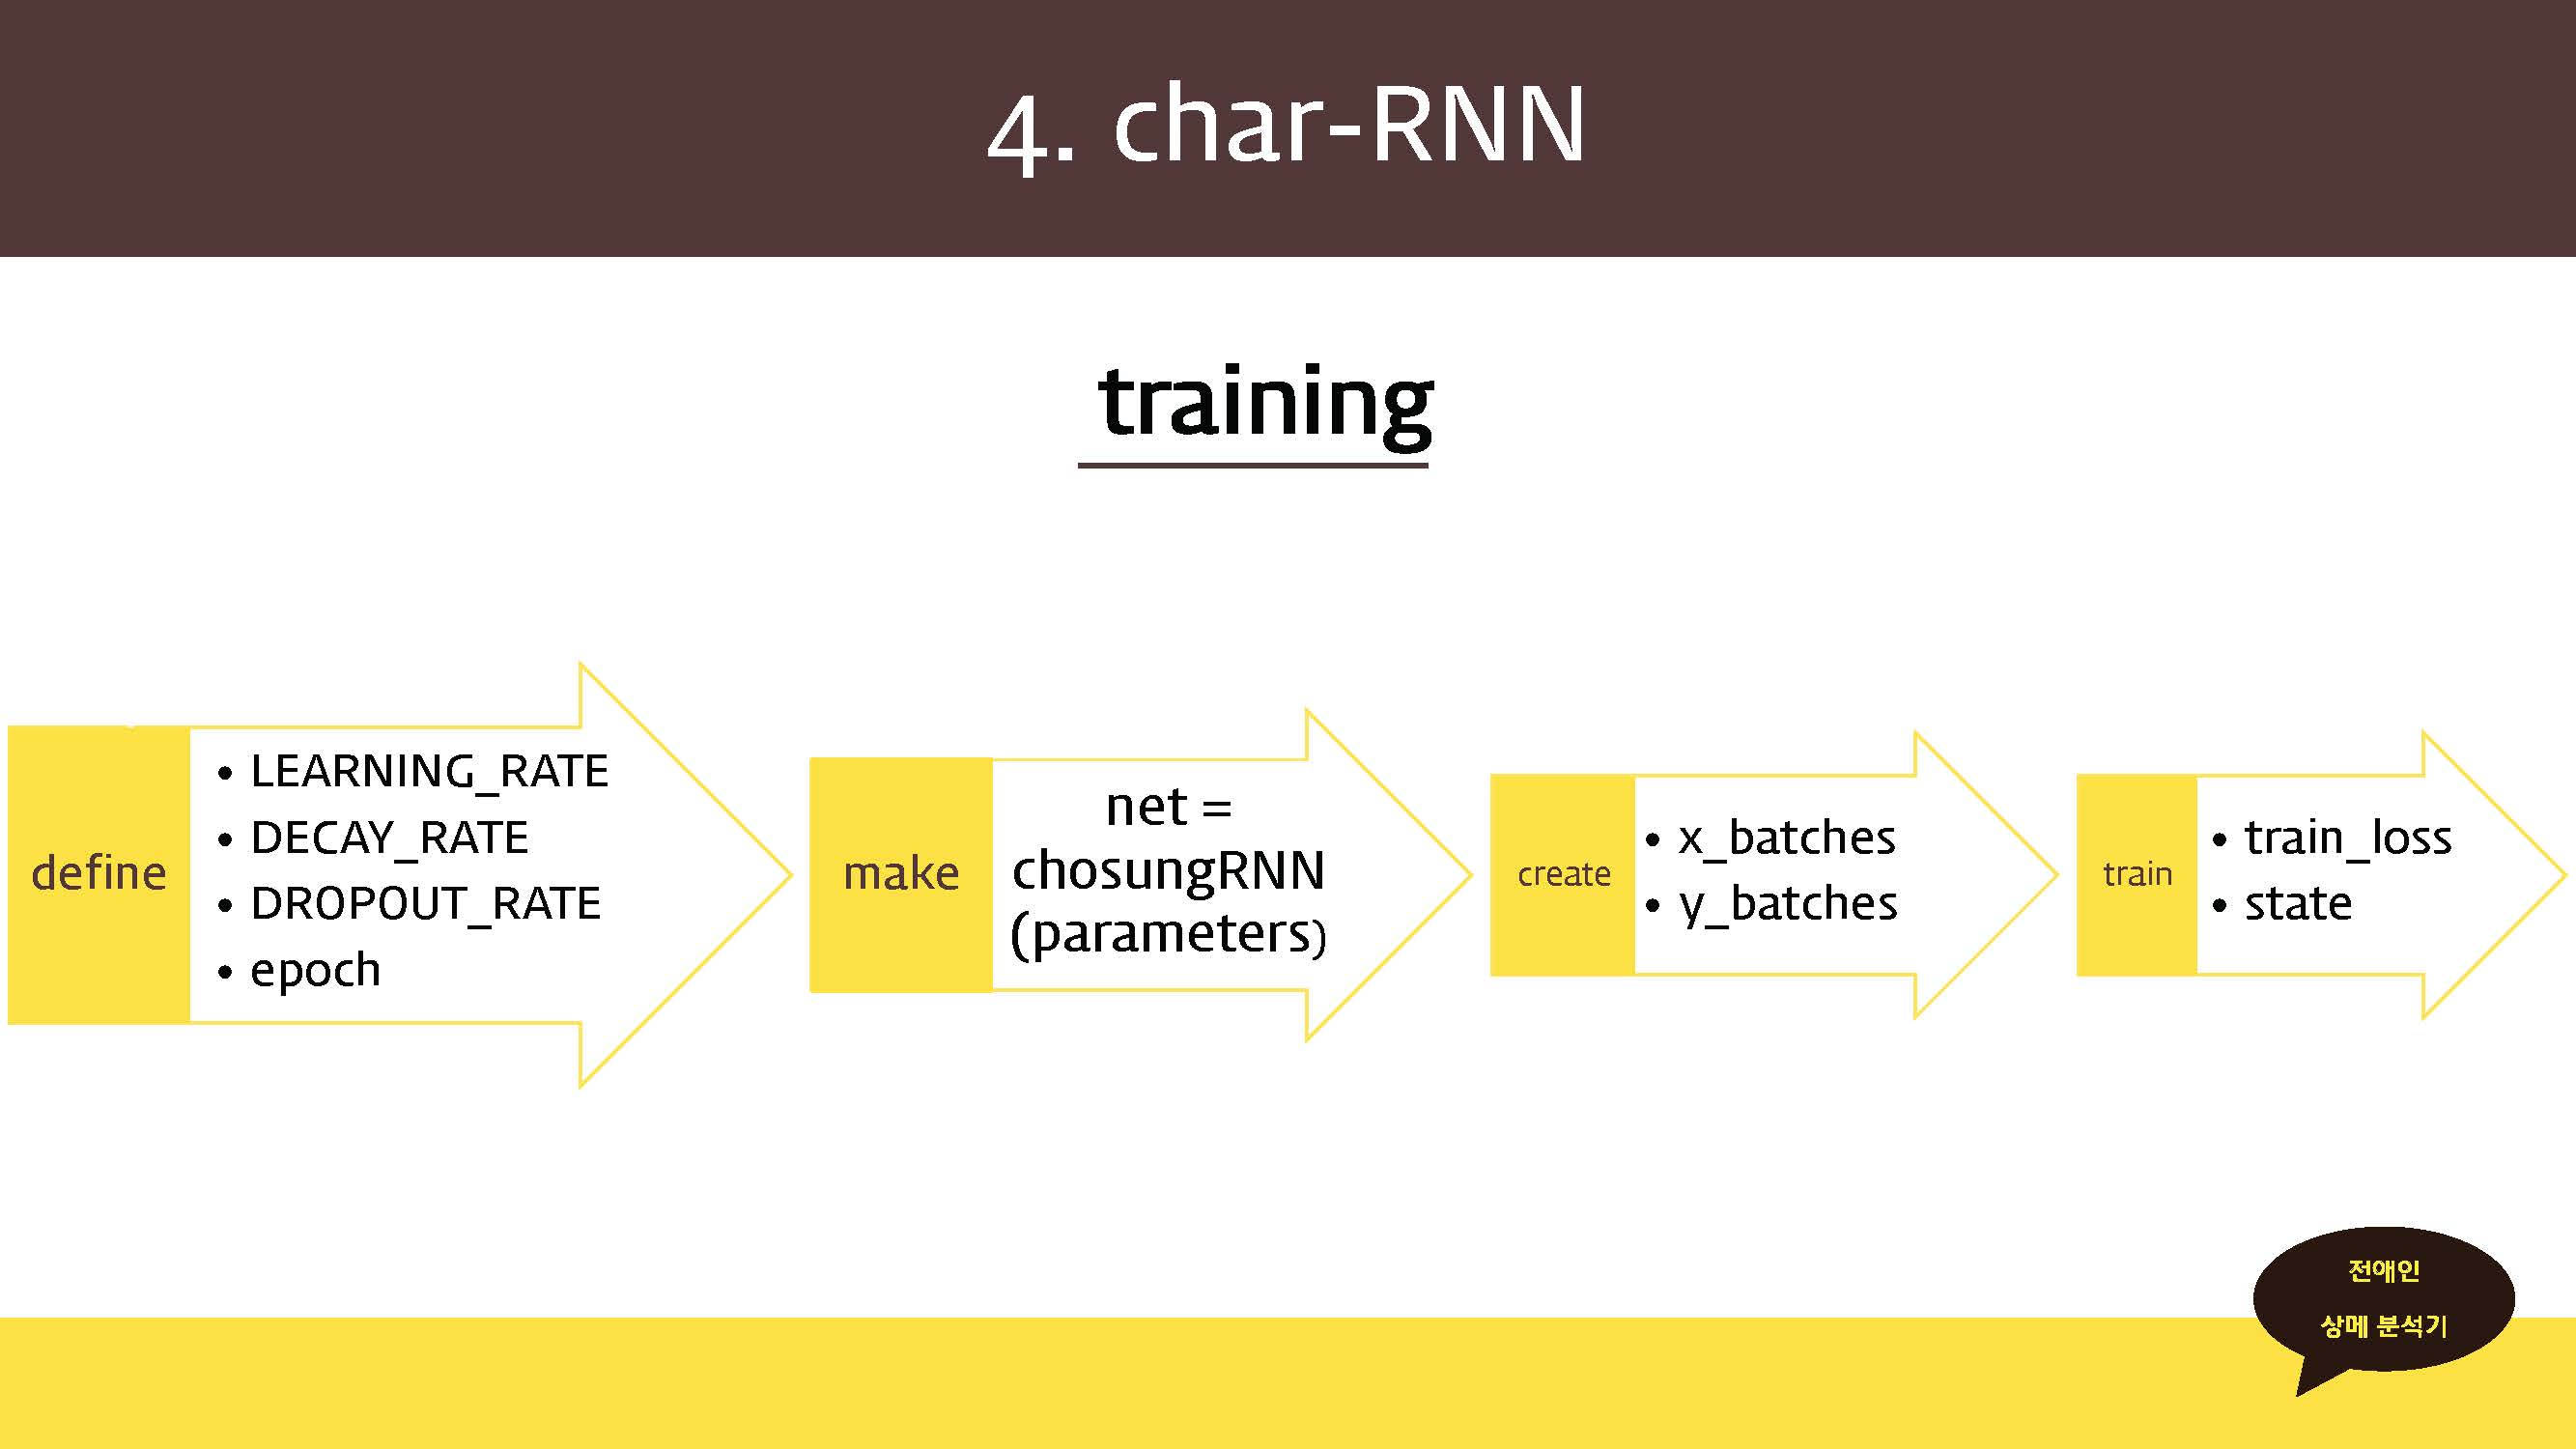 4. char-RNN
training
define
• LEARNING_RATE
• DECAY_RATE
• DROPOUT_RATE
• epoch
make
net =
chosungRNN
(parameters)
create
• x_batches
• y_batches
train
• train_loss
• state
전애인
상메 분석기